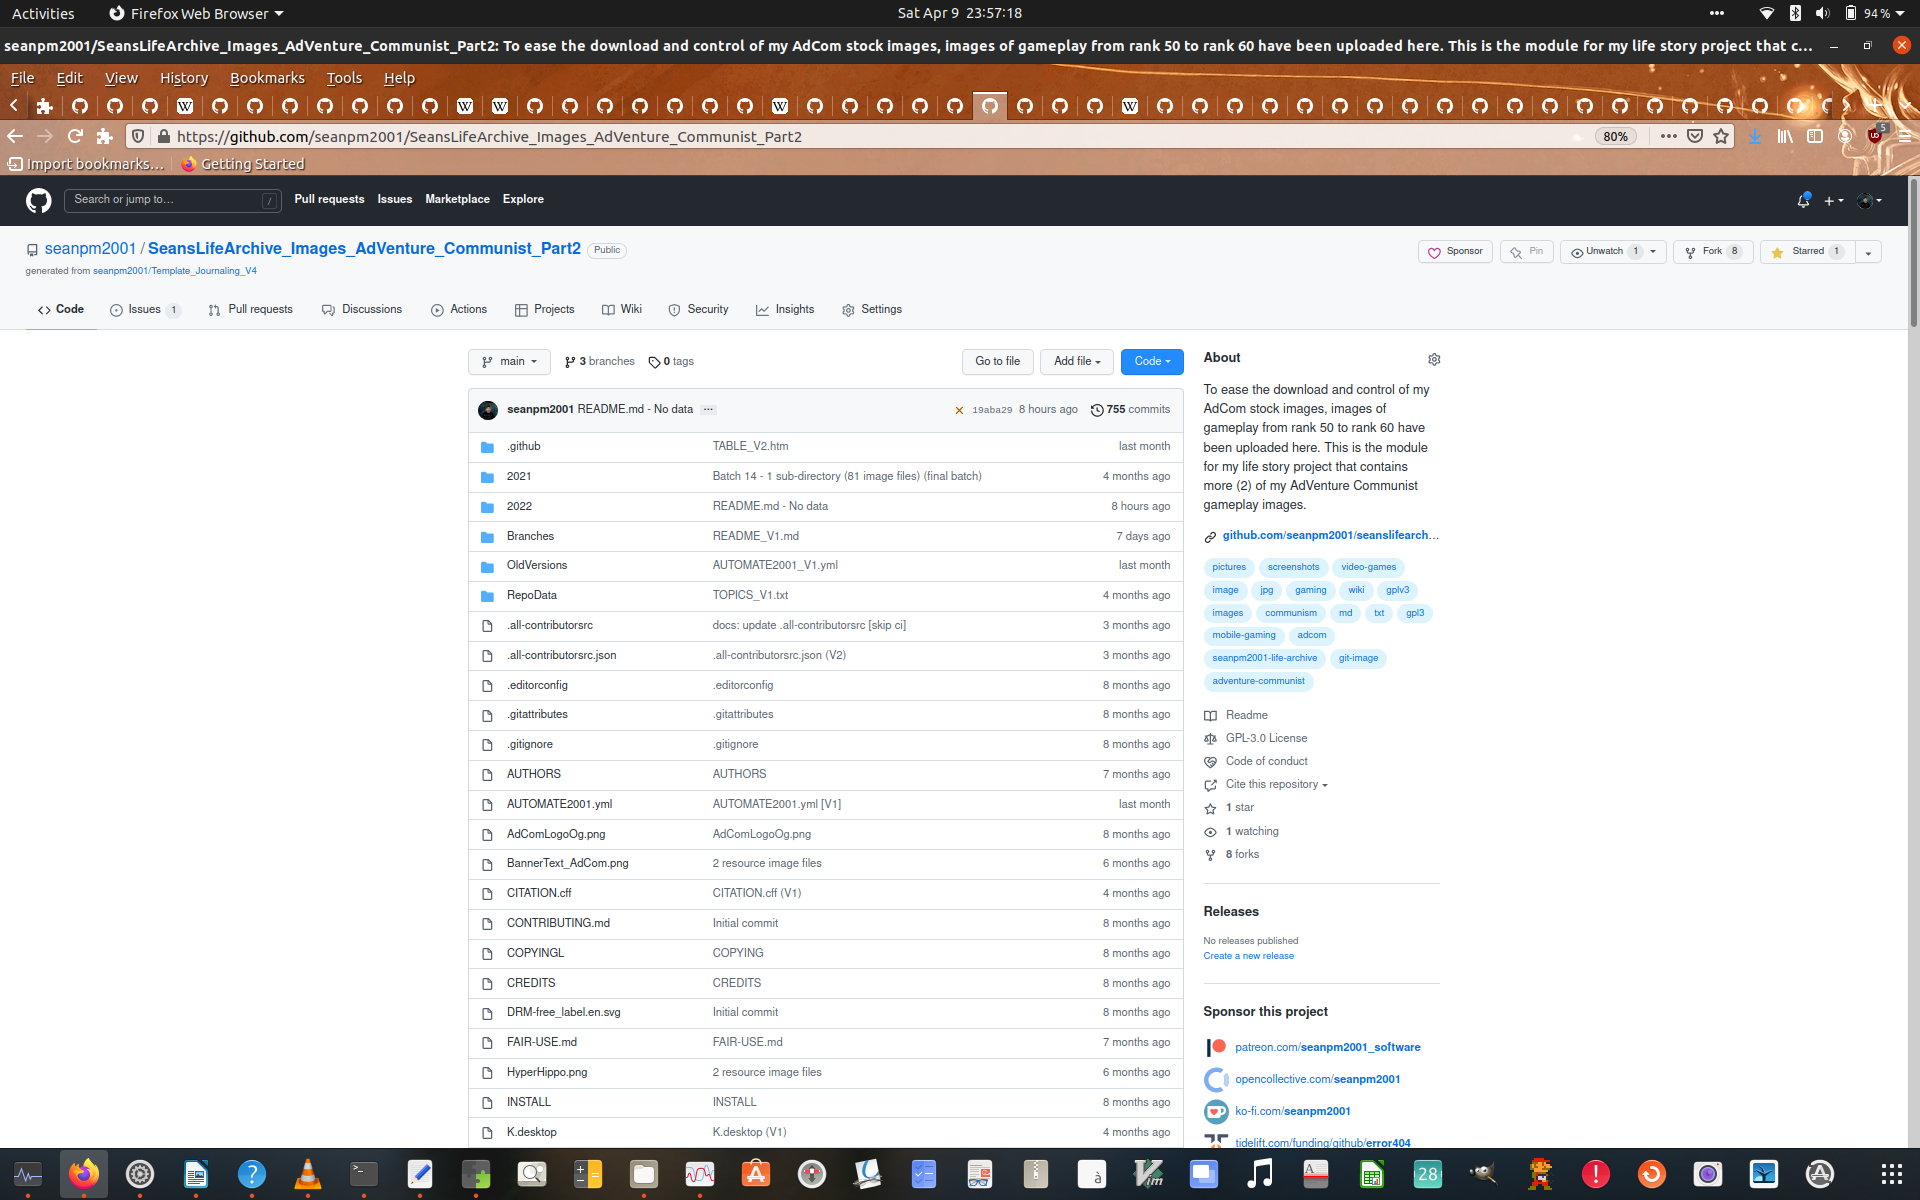 Activities Firefox Web Browser Sat Apr 9 23:57:18 94 %
seanpm2001/SeansLifeArchive_Images_AdVenture_Communist_Part2: To ease the download and control of my AdCom stock images, images of gameplay from rank 50 to rank 60 have been uploaded here. This is the module for my life story project that c...
File Edit View History Bookmarks Tools Help
https://github.com/seanpm2001/SeansLifeArchive_Images_AdVenture_Communist_Part2 80% 5
Import bookmarks... Getting Started
Search or jump to... / Pull requests Issues Marketplace Explore
seanpm2001 / SeansLifeArchive_Images_AdVenture_Communist_Part2 Public Sponsor Pin Unwatch 1 Fork 8 Starred 1
generated from seanpm2001/Template_Journaling_V4
Code Issues 1 Pull requests Discussions Actions Projects Wiki Security Insights Settings
main 3 branches 0 tags Go to file Add file Code
seanpm2001 README.md - No data ... 19aba29 8 hours ago 755 commits
.github TABLE_V2.htm last month
2021 Batch 14 - 1 sub-directory (81 image files) (final batch) 4 months ago
2022 README.md - No data 8 hours ago
Branches README_V1.md 7 days ago
OldVersions AUTOMATE2001_V1.yml last month
RepoData TOPICS_V1.txt 4 months ago
.all-contributorsrc docs: update .all-contributorsrc [skip ci] 3 months ago
.all-contributorsrc.json .all-contributorsrc.json (V2) 3 months ago
.editorconfig .editorconfig 8 months ago
.gitattributes .gitattributes 8 months ago
.gitignore .gitignore 8 months ago
AUTHORS AUTHORS 7 months ago
AUTOMATE2001.yml AUTOMATE2001.yml [V1] last month
AdComLogoOg.png AdComLogoOg.png 8 months ago
BannerText_AdCom.png 2 resource image files 6 months ago
CITATION.cff CITATION.cff (V1) 4 months ago
CONTRIBUTING.md Initial commit 8 months ago
COPYINGL COPYING 8 months ago
CREDITS CREDITS 8 months ago
DRM-free_label.en.svg Initial commit 8 months ago
FAIR-USE.md FAIR-USE.md 7 months ago
HyperHippo.png 2 resource image files 6 months ago
INSTALL INSTALL 8 months ago
K.desktop K.desktop (V1) 4 months ago
About
To ease the download and control of my
AdCom stock images, images of
gameplay from rank 50 to rank 60 have
been uploaded here. This is the module
for my life story project that contains
more (2) of my AdVenture Communist
gameplay images.
github.com/seanpm2001/seanslifearch...
pictures screenshots video-games
image jpg gaming wiki gplv3
images communism md txt gpl3
mobile-gaming adcom
seanpm2001-life-archive git-image
adventure-communist
Readme
GPL-3.0 License
Code of conduct
Cite this repository
1 star
1 watching
8 forks
Releases
No releases published
Create a new release
Sponsor this project
patreon.com/seanpm2001_software
opencollective.com/seanpm2001
ko-fi.com/seanpm2001
tidelift.com/funding/github/error404
28